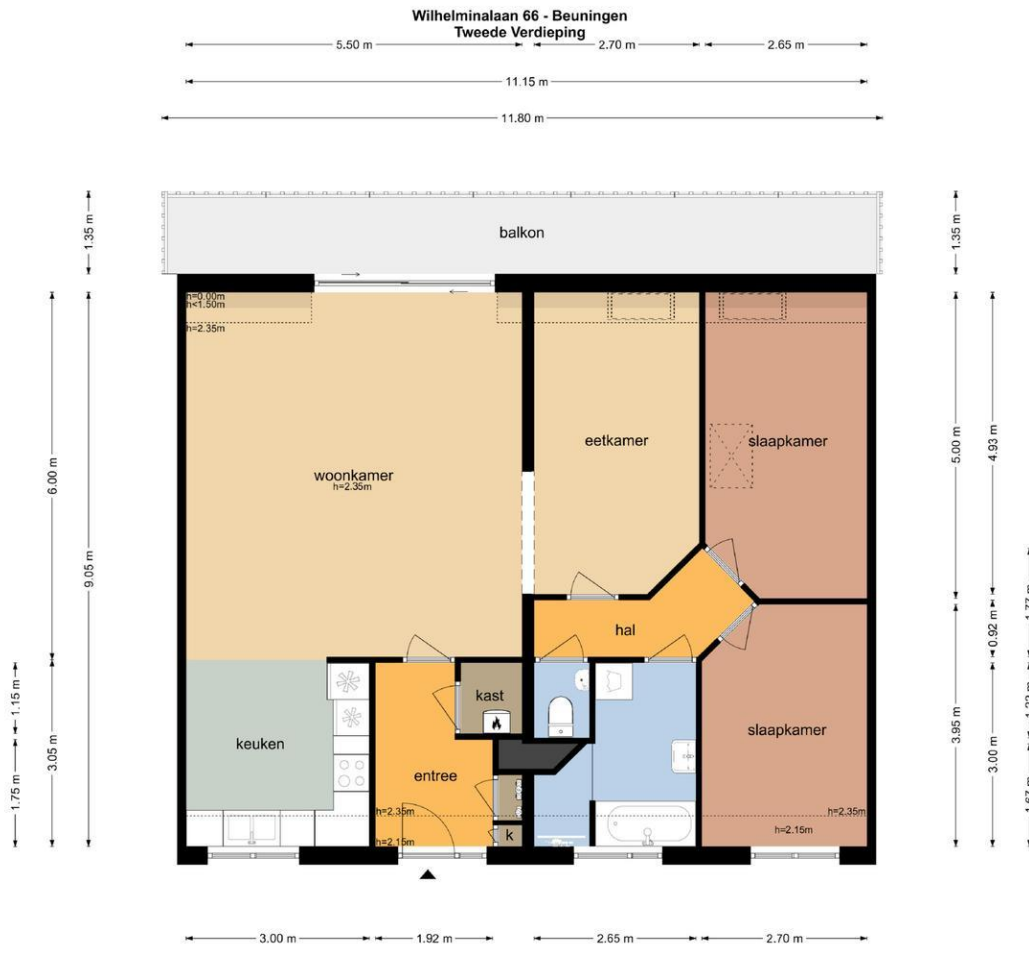 Wilhelminalaan 66 - Beuningen
Tweede Verdieping
5.50 m
2.70 m
2.65 m
11.15 m
11.80 m
1.35 m
balkon
1.35 m
h=0.00m
h<1.50m
h=2.35m
6.00 m
9.05 m
woonkamer
h=2.35m
eetkamer
slaapkamer
5.00 m
4.93 m
hal
0.92 m
1.15 m
3.05 m
1.75 m
keuken
kast
entree
k
slaapkamer
3.95 m
3.00 m
h=2.35m
h=2.15m
h=2.35m
h=2.15m
3.00 m
1.92 m
2.65 m
2.70 m